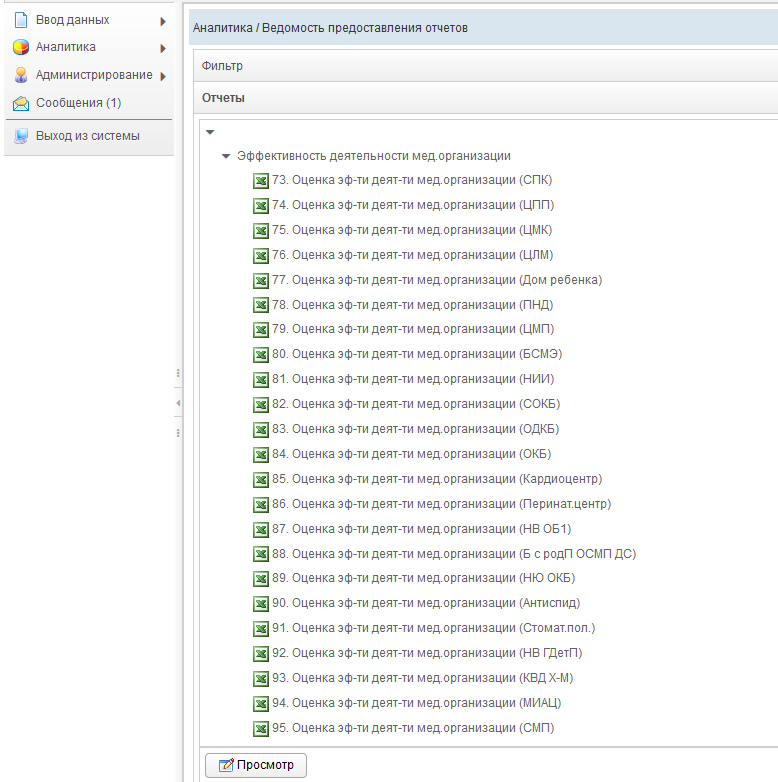 Ввод данных
Аналитика
Администрирование
Сообщения (1)
Выход из системы
Аналитика / Ведомость предоставления отчетов
Фильтр
Отчеты
Эффективность деятельности мед.организации
73. Оценка эф-ти деят-ти мед.организации (СПК)
74. Оценка эф-ти деят-ти мед.организации (ЦПП)
75. Оценка эф-ти деят-ти мед.организации (ЦМК)
76. Оценка эф-ти деят-ти мед.организации (ЦЛМ)
77. Оценка эф-ти деят-ти мед.организации (Дом ребенка)
78. Оценка эф-ти деят-ти мед.организации (ПНД)
79. Оценка эф-ти деят-ти мед.организации (ЦМП)
80. Оценка эф-ти деят-ти мед.организации (БСМЭ)
81. Оценка эф-ти деят-ти мед.организации (НИИ)
82. Оценка эф-ти деят-ти мед.организации (СОКБ)
83. Оценка эф-ти деят-ти мед.организации (ОДКБ)
84. Оценка эф-ти деят-ти мед.организации (ОКБ)
85. Оценка эф-ти деят-ти мед.организации (Кардиоцентр)
86. Оценка эф-ти деят-ти мед.организации (Перинат.центр)
87. Оценка эф-ти деят-ти мед.организации (НВ ОБ1)
88. Оценка эф-ти деят-ти мед.организации (Б с родП ОСМП ДС)
89. Оценка эф-ти деят-ти мед.организации (НЮ ОКБ)
90. Оценка эф-ти деят-ти мед.организации (Антиспид)
91. Оценка эф-ти деят-ти мед.организации (Стомат.пол.)
92. Оценка эф-ти деят-ти мед.организации (НВ ГДетП)
93. Оценка эф-ти деят-ти мед.организации (КВД Х-М)
94. Оценка эф-ти деят-ти мед.организации (МИАЦ)
95. Оценка эф-ти деят-ти мед.организации (СМП)
Просмотр